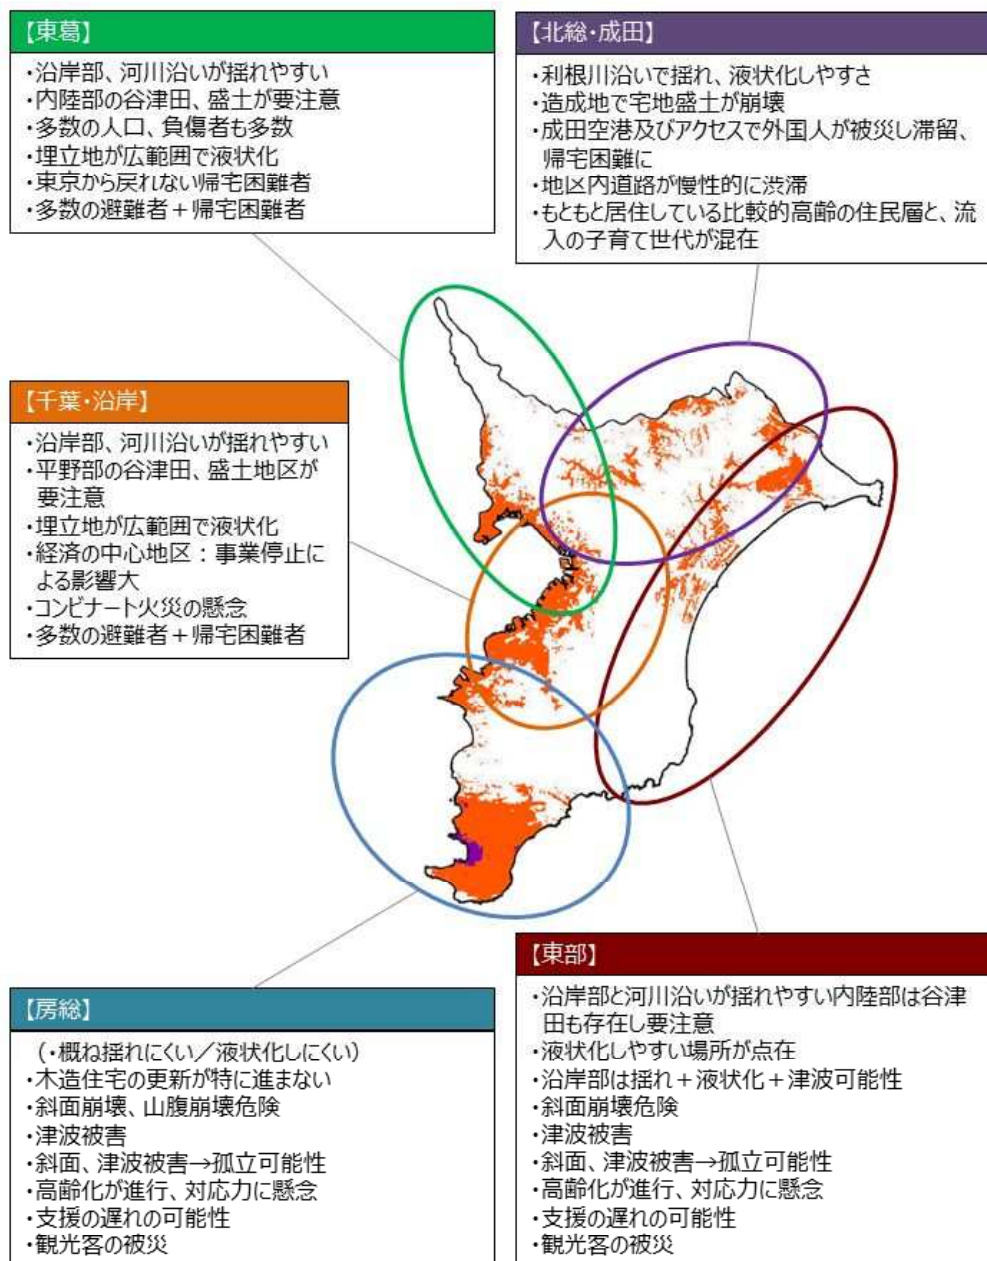 【東葛】
・沿岸部、河川沿いが揺れやすい
・内陸部の谷津田、盛土が要注意
・多数の人口、負傷者も多数
・埋立地が広範囲で液状化
・東京から戻れない帰宅困難者
・多数の避難者＋帰宅困難者
【北総・成田】
・利根川沿いで揺れ、液状化しやすさ
・造成地で宅地盛土が崩壊
・成田空港及びアクセスで外国人が被災し滞留、
帰宅困難に
・地区内道路が慢性的に渋滞
・もともと居住している比較的高齢の住民層と、流
入の子育て世代が混在
【千葉・沿岸】
・沿岸部、河川沿いが揺れやすい
・平野部の谷津田、盛土地区が
要注意
・埋立地が広範囲で液状化
・経済の中心地区：事業停止に
よる影響大
・コンビナート火災の懸念
・多数の避難者＋帰宅困難者
【房総】
（・概ね揺れにくい／液状化しにくい）
・木造住宅の更新が特に進まない
・斜面崩壊、山腹崩壊危険
・津波被害
・斜面、津波被害→孤立可能性
・高齢化が進行、対応力に懸念
・支援の遅れの可能性
・観光客の被災
【東部】
・沿岸部と河川沿いが揺れやすい内陸部は谷津
田も存在し要注意
・液状化しやすい場所が点在
・沿岸部は揺れ＋液状化＋津波可能性
・斜面崩壊危険
・津波被害
・斜面、津波被害→孤立可能性
・高齢化が進行、対応力に懸念
・支援の遅れの可能性
・観光客の被災